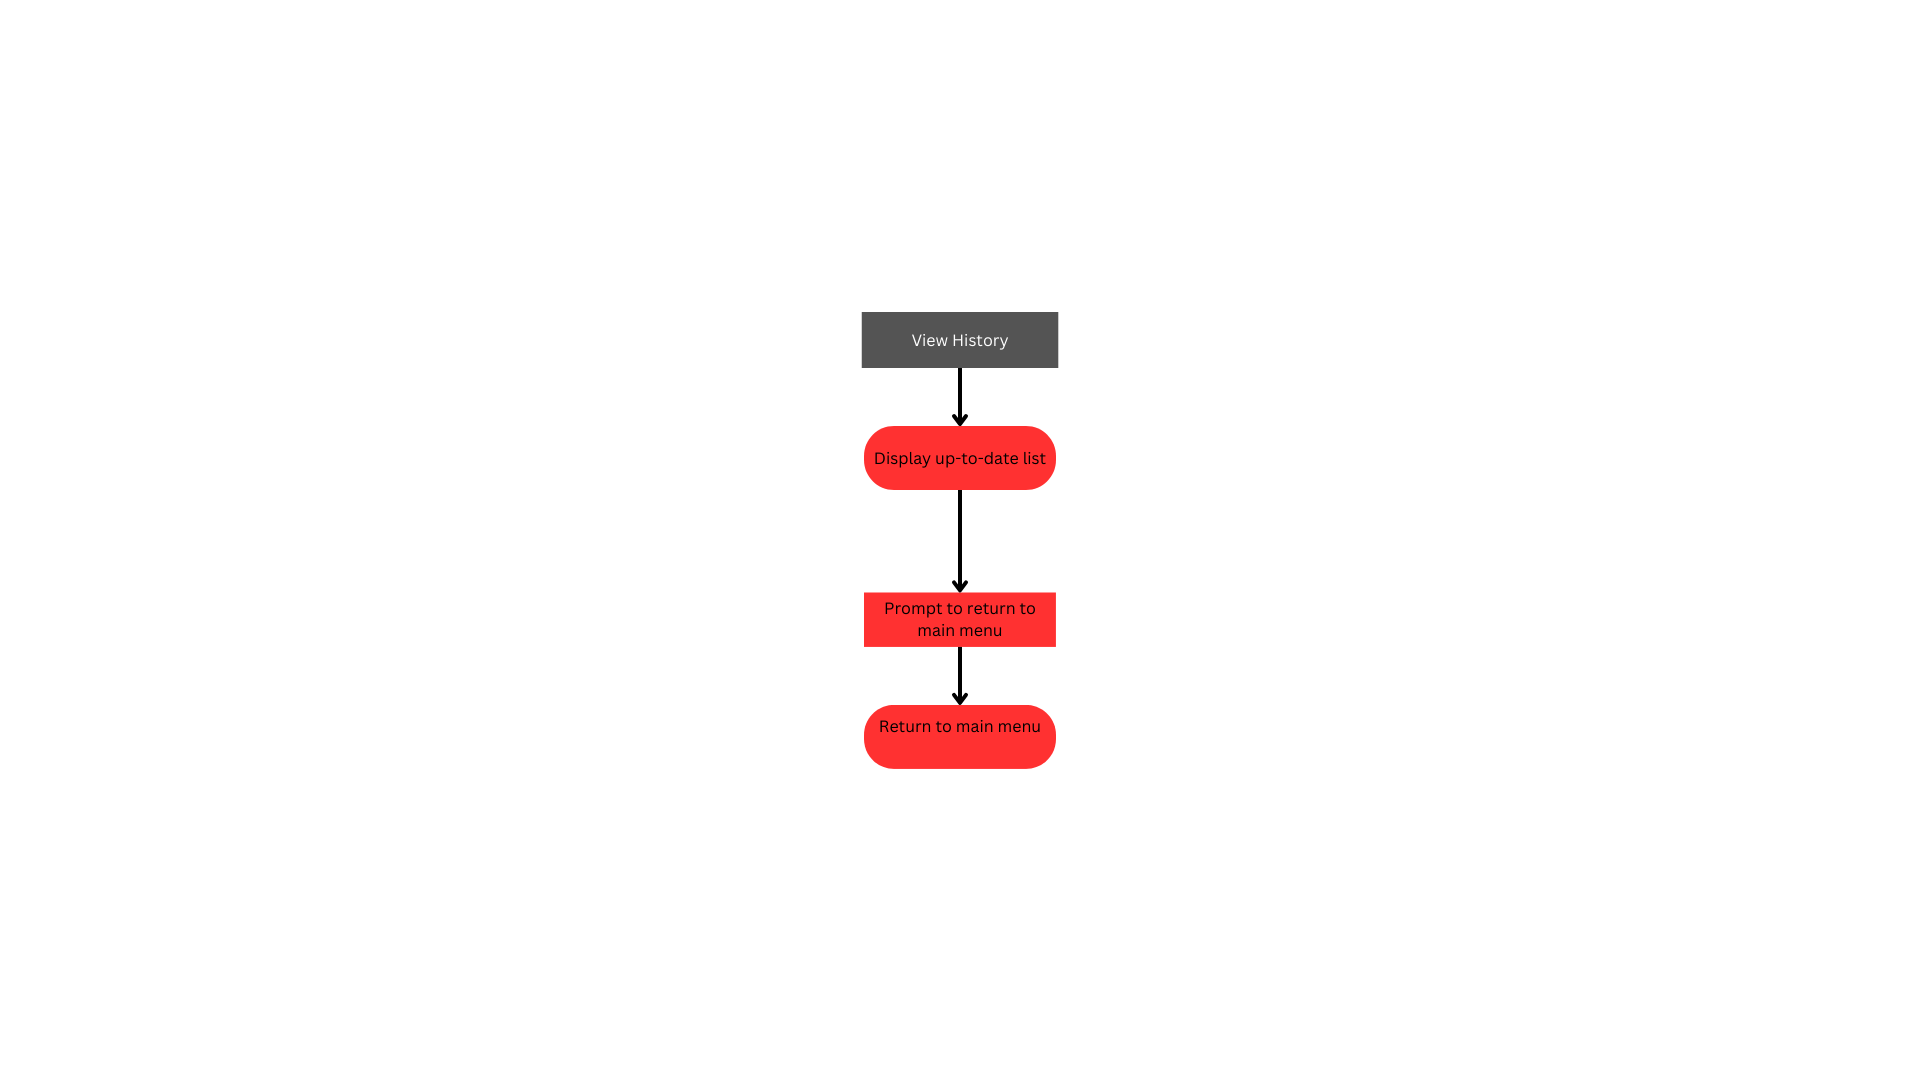 View History
Display up-to-date list
Prompt to return to
main menu
Return to main menu